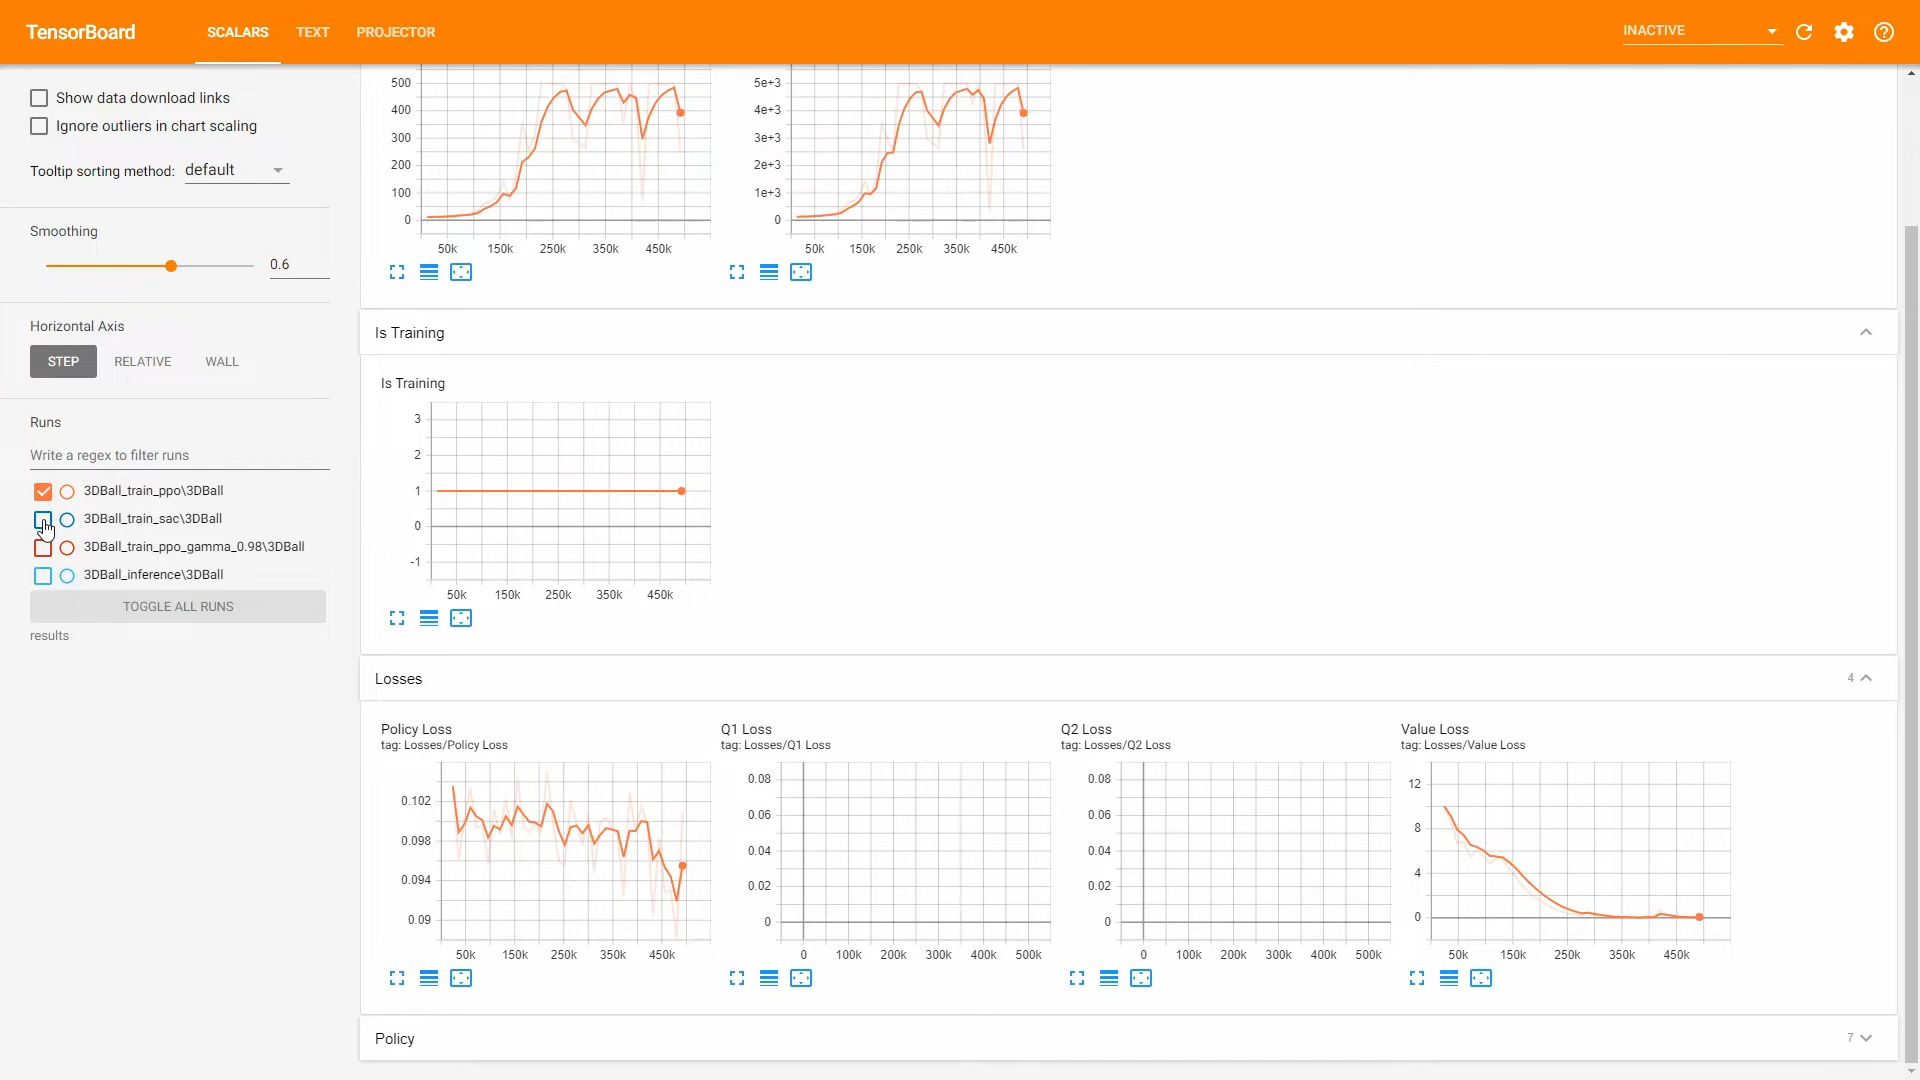 TensorBoard
SCALARS
TEXT
PROJECTOR
INACTIVE
Show data download links
Ignore outliers in chart scaling
Tooltip sorting method: default
Smoothing
0.6
Horizontal Axis
STEP
RELATIVE
WALL
Runs
Write a regex to filter runs
3DBall_train_ppo\3DBall
3DBall_train_sac\3DBall
3DBall_train_ppo_gamma_0.98\3DBall
3DBall_inference\3DBall
TOGGLE ALL RUNS
results
500
400
300
200
100
0
50k 150k 250k 350k 450k
5e+3
4e+3
3e+3
2e+3
1e+3
0
50k 150k 250k 350k 450k
Is Training
Is Training
3
2
1
0
-1
50k 150k 250k 350k 450k
Losses
4
Policy Loss
tag: Losses/Policy Loss
0.102
0.098
0.094
0.09
50k 150k 250k 350k 450k
Q1 Loss
tag: Losses/Q1 Loss
0.08
0.06
0.04
0.02
0
0 100k 200k 300k 400k 500k
Q2 Loss
tag: Losses/Q2 Loss
0.08
0.06
0.04
0.02
0
0 100k 200k 300k 400k 500k
Value Loss
tag: Losses/Value Loss
12
8
4
0
50k 150k 250k 350k 450k
Policy
7